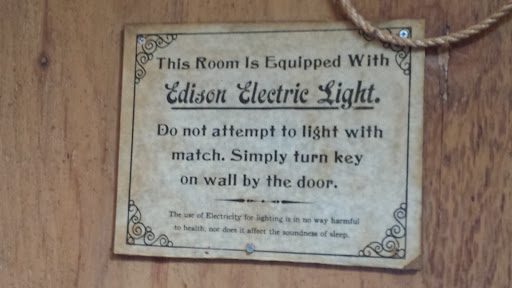 This Room Is Equipped With
Edison Electric Light.
Do not attempt to light with
match. Simply turn key
on wall by the door.
The use of Electricity for lighting is in no way harmful
to health, nor does it affect the soundness of sleep.